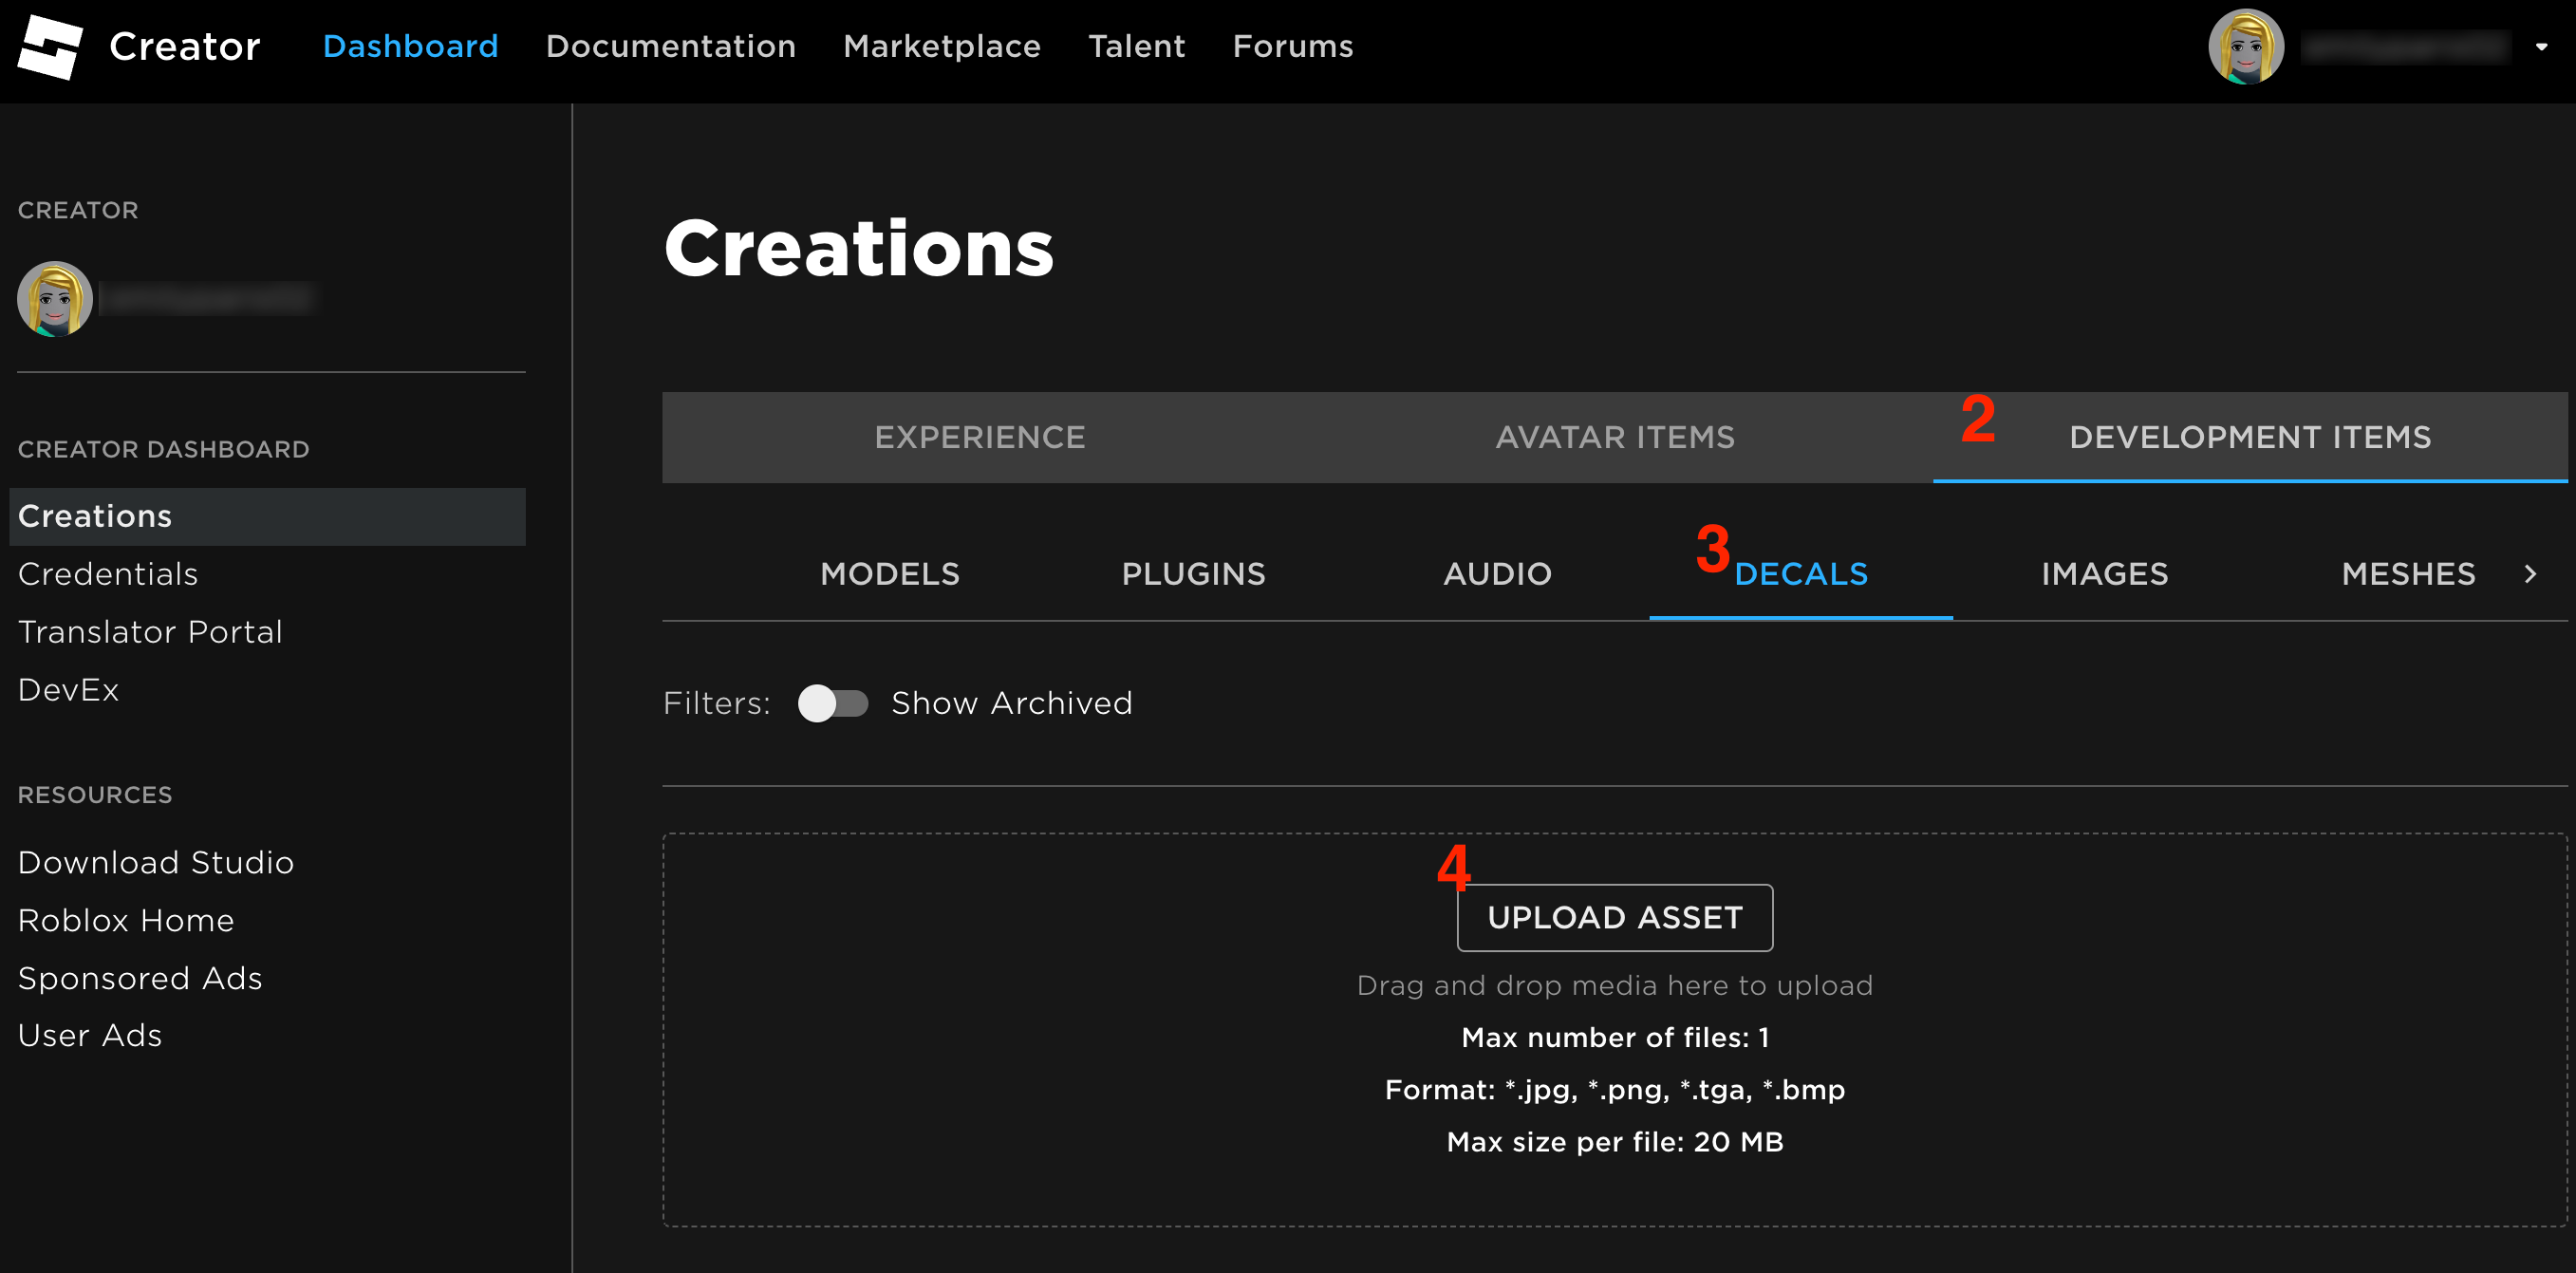 Creator Dashboard Documentation Marketplace Talent Forums
CREATOR
CREATOR DASHBOARD
Creations
Credentials
Translator Portal
DevEx
RESOURCES
Download Studio
Roblox Home
Sponsored Ads
User Ads
Creations
EXPERIENCE AVATAR ITEMS 2 DEVELOPMENT ITEMS
MODELS PLUGINS AUDIO 3 DECALS IMAGES MESHES
Filters: Show Archived
4
UPLOAD ASSET
Drag and drop media here to upload
Max number of files: 1
Format: *.jpg, *.png, *.tga, *.bmp
Max size per file: 20 MB